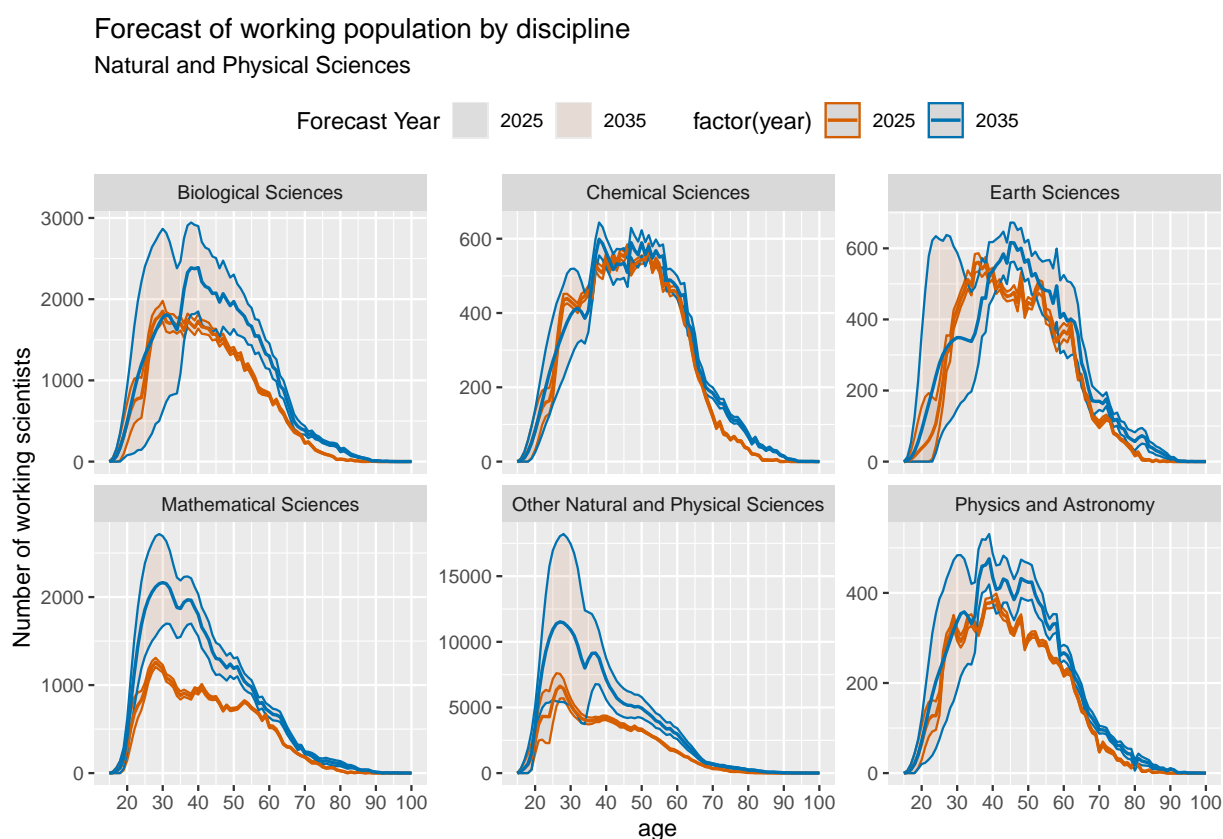 Forecast of working population by discipline
Natural and Physical Sciences
Forecast Year 2025 2035 factor(year) 2025 2035
Biological Sciences Chemical Sciences Earth Sciences
3000
2000
1000
0
600
400
200
0
600
400
200
0
Mathematical Sciences Other Natural and Physical Sciences Physics and Astronomy
2000
1000
0
15000
10000
5000
0
400
200
0
20 30 40 50 60 70 80 90 100 20 30 40 50 60 70 80 90 100 20 30 40 50 60 70 80 90 100
age
Number of working scientists